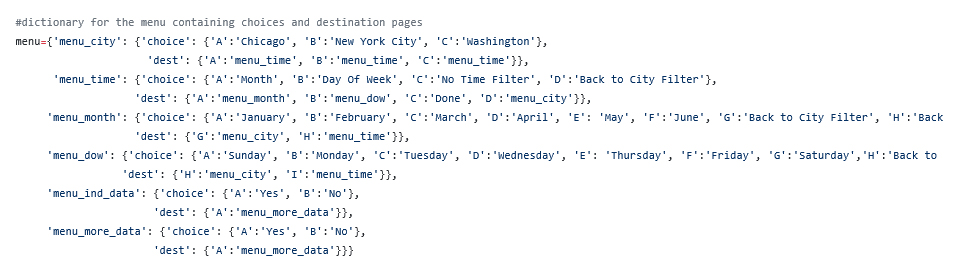 #dictionary for the menu containing choices and destination pages
menu={'menu_city': {'choice': {'A':'Chicago', 'B':'New York City', 'C':'Washington'},
'dest': {'A':'menu_time', 'B':'menu_time', 'C':'menu_time'}},
'menu_time': {'choice': {'A':'Month', 'B':'Day Of Week', 'C':'No Time Filter', 'D':'Back to City Filter'},
'dest': {'A':'menu_month', 'B':'menu_dow', 'C':'Done', 'D':'menu_city'}},
'menu_month': {'choice': {'A':'January', 'B':'February', 'C':'March', 'D':'April', 'E': 'May', 'F':'June', 'G':'Back to City Filter', 'H':'Back
'dest': {'G':'menu_city', 'H':'menu_time'}},
'menu_dow': {'choice': {'A':'Sunday', 'B':'Monday', 'C':'Tuesday', 'D':'Wednesday', 'E': 'Thursday', 'F':'Friday', 'G':'Saturday','H':'Back to
'dest': {'H':'menu_city', 'I':'menu_time'}},
'menu_ind_data': {'choice': {'A':'Yes', 'B':'No'},
'dest': {'A':'menu_more_data'}},
'menu_more_data': {'choice': {'A':'Yes', 'B':'No'},
'dest': {'A':'menu_more_data'}}}